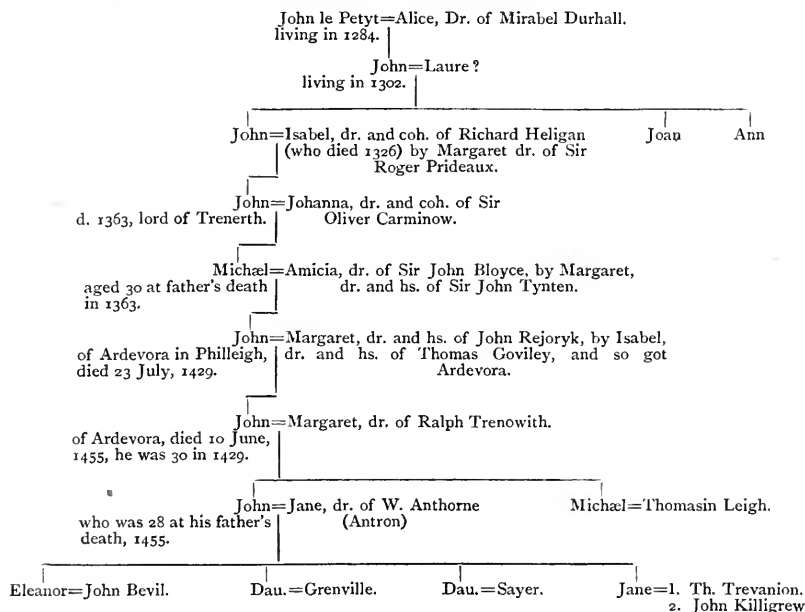 John le Petyt=Alice, Dr. of Mirabel Durhall.
living in 1284.
John=Laure ?
living in 1302.
John=Isabel, dr. and coh. of Richard Heligan
(who died 1326) by Margaret dr. of Sir
Roger Prideaux.
Joan
Ann
John=Johanna, dr. and coh. of Sir
d. 1363, lord of Trenerth.
Oliver Carminow.
Michæl=Amicia, dr. of Sir John Bloyce, by Margaret,
aged 30 at father's death
in 1363.
dr. and hs. of Sir John Tynten.
John=Margaret, dr. and hs. of John Rejoryk, by Isabel,
of Ardevora in Philleigh,
died 23 July, 1429.
dr. and hs. of Thomas Goviley, and so got
Ardevora.
John=Margaret, dr. of Ralph Trenowith.
of Ardevora, died 10 June,
1455, he was 30 in 1429.
John=Jane, dr. of W. Anthorne
who was 28 at his father's
death, 1455.
(Antron)
Michæl=Thomasin Leigh.
Eleanor=John Bevil.
Dau.=Grenville.
Dau.=Sayer.
Jane=1. Th. Trevanion.
2. John Killigrew